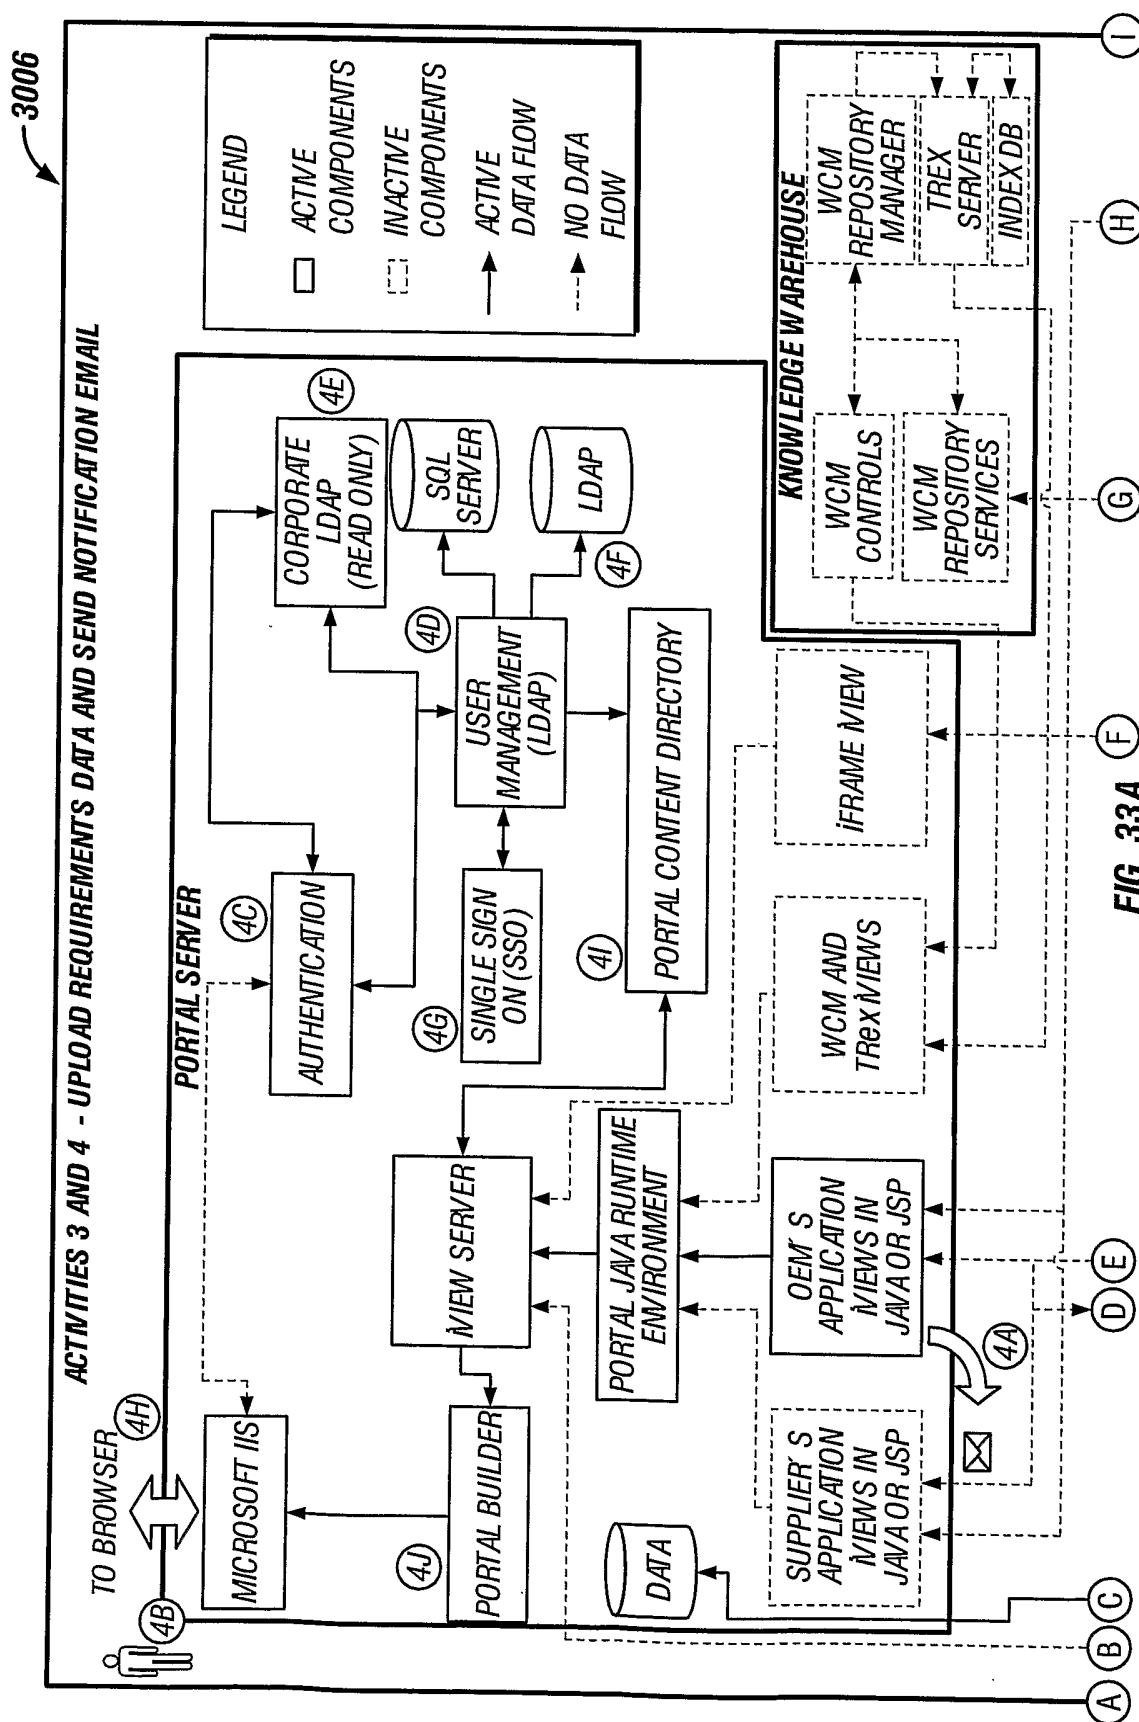 3006
ACTIVITIES 3 AND 4 - UPLOAD REQUIREMENTS DATA AND SEND NOTIFICATION EMAIL
LEGEND
ACTIVE
COMPONENTS
INACTIVE
COMPONENTS
ACTIVE
DATA FLOW
NO DATA
FLOW
TO BROWSER
4H
4B
PORTAL SERVER
MICROSOFT IIS
4C
AUTHENTICATION
4E
CORPORATE
LDAP
(READ ONLY)
SQL
SERVER
4D
USER
MANAGEMENT
(LDAP)
LDAP
4F
4G
SINGLE SIGN
ON (SSO)
4J
PORTAL BUILDER
iVIEW SERVER
4I
PORTAL CONTENT DIRECTORY
DATA
PORTAL JAVA RUNTIME
ENVIRONMENT
SUPPLIER´S
APPLICATION
iVIEWS IN
JAVA OR JSP
OEM´S
APPLICATION
iVIEWS IN
JAVA OR JSP
4A
WCM AND
TRex iVIEWS
iFRAME iVIEW
KNOWLEDGE WAREHOUSE
WCM
CONTROLS
WCM
REPOSITORY
SERVICES
WCM
REPOSITORY
MANAGER
TREX
SERVER
INDEX DB
A
B
C
D
E
F
G
H
I
FIG. 33A